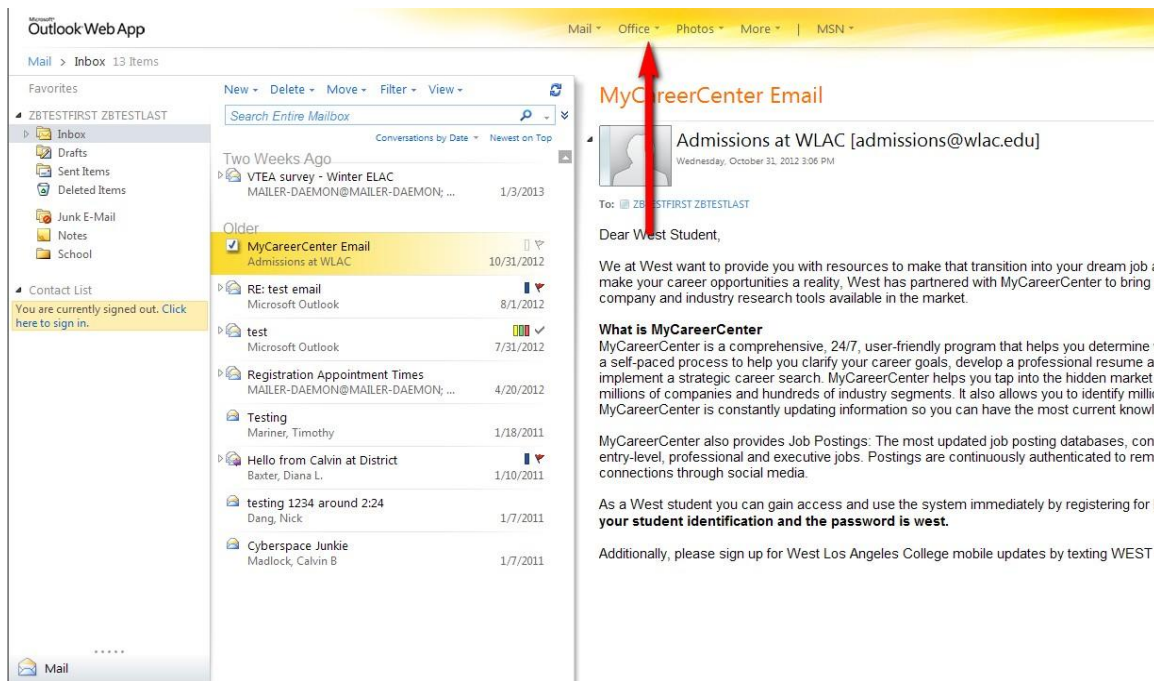 Microsoft®
Outlook Web App
Mail Office Photos More | MSN
Mail > Inbox 13 Items
Favorites
ZBTESTFIRST ZBTESTLAST
Inbox
Drafts
Sent Items
Deleted Items
Junk E-Mail
Notes
School
Contact List
You are currently signed out. Click
here to sign in.
Mail
New Delete Move Filter View
Search Entire Mailbox
Conversations by Date Newest on Top
Two Weeks Ago
VTEA survey - Winter ELAC
MAILER-DAEMON@MAILER-DAEMON; ... 1/3/2013
Older
MyCareerCenter Email
Admissions at WLAC 10/31/2012
RE: test email
Microsoft Outlook 8/1/2012
test
Microsoft Outlook 7/31/2012
Registration Appointment Times
MAILER-DAEMON@MAILER-DAEMON; ... 4/20/2012
Testing
Mariner, Timothy 1/18/2011
Hello from Calvin at District
Baxter, Diana L. 1/10/2011
testing 1234 around 2:24
Dang, Nick 1/7/2011
Cyberspace Junkie
Madlock, Calvin B 1/7/2011
MyCareerCenter Email
Admissions at WLAC [admissions@wlac.edu]
Wednesday, October 31, 2012 3:06 PM
To: ZBTESTFIRST ZBTESTLAST
Dear West Student,
We at West want to provide you with resources to make that transition into your dream job
make your career opportunities a reality, West has partnered with MyCareerCenter to bring
company and industry research tools available in the market.
What is MyCareerCenter
MyCareerCenter is a comprehensive, 24/7, user-friendly program that helps you determine
a self-paced process to help you clarify your career goals, develop a professional resume a
implement a strategic career search. MyCareerCenter helps you tap into the hidden market
millions of companies and hundreds of industry segments. It also allows you to identify milli
MyCareerCenter is constantly updating information so you can have the most current knowl
MyCareerCenter also provides Job Postings: The most updated job posting databases, con
entry-level, professional and executive jobs. Postings are continuously authenticated to rem
connections through social media.
As a West student you can gain access and use the system immediately by registering for
your student identification and the password is west.
Additionally, please sign up for West Los Angeles College mobile updates by texting WEST